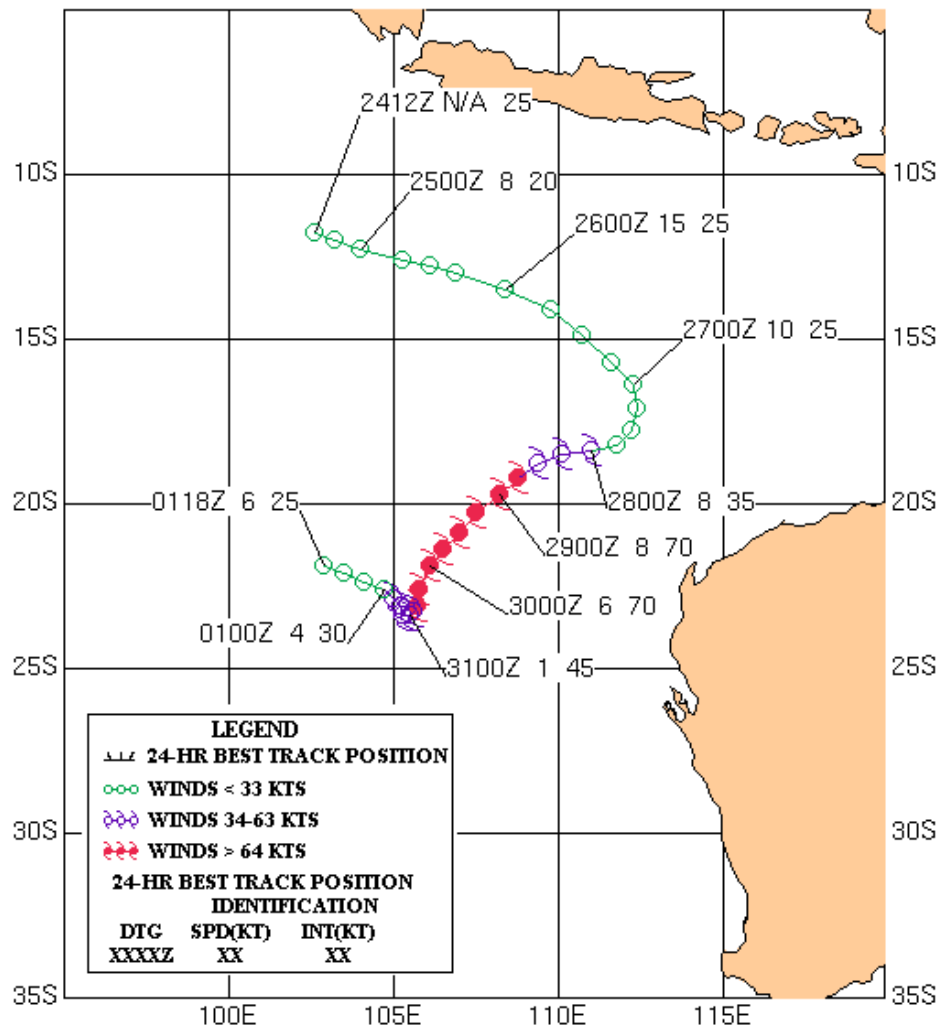 2412Z N/A 25
10S 10S
2500Z 8 20
2600Z 15 25
15S 2700Z 10 25 15S
0118Z 6 25
20S 2800Z 8 35 20S
2900Z 8 70
3000Z 6 70
0100Z 4 30
25S 3100Z 1 45 25S
LEGEND
24-HR BEST TRACK POSITION
WINDS < 33 KTS
30S WINDS 34-63 KTS 30S
WINDS > 64 KTS
24-HR BEST TRACK POSITION
IDENTIFICATION
DTG SPD(KT) INT(KT)
XXXXZ XX XX
35S 35S
100E 105E 110E 115E